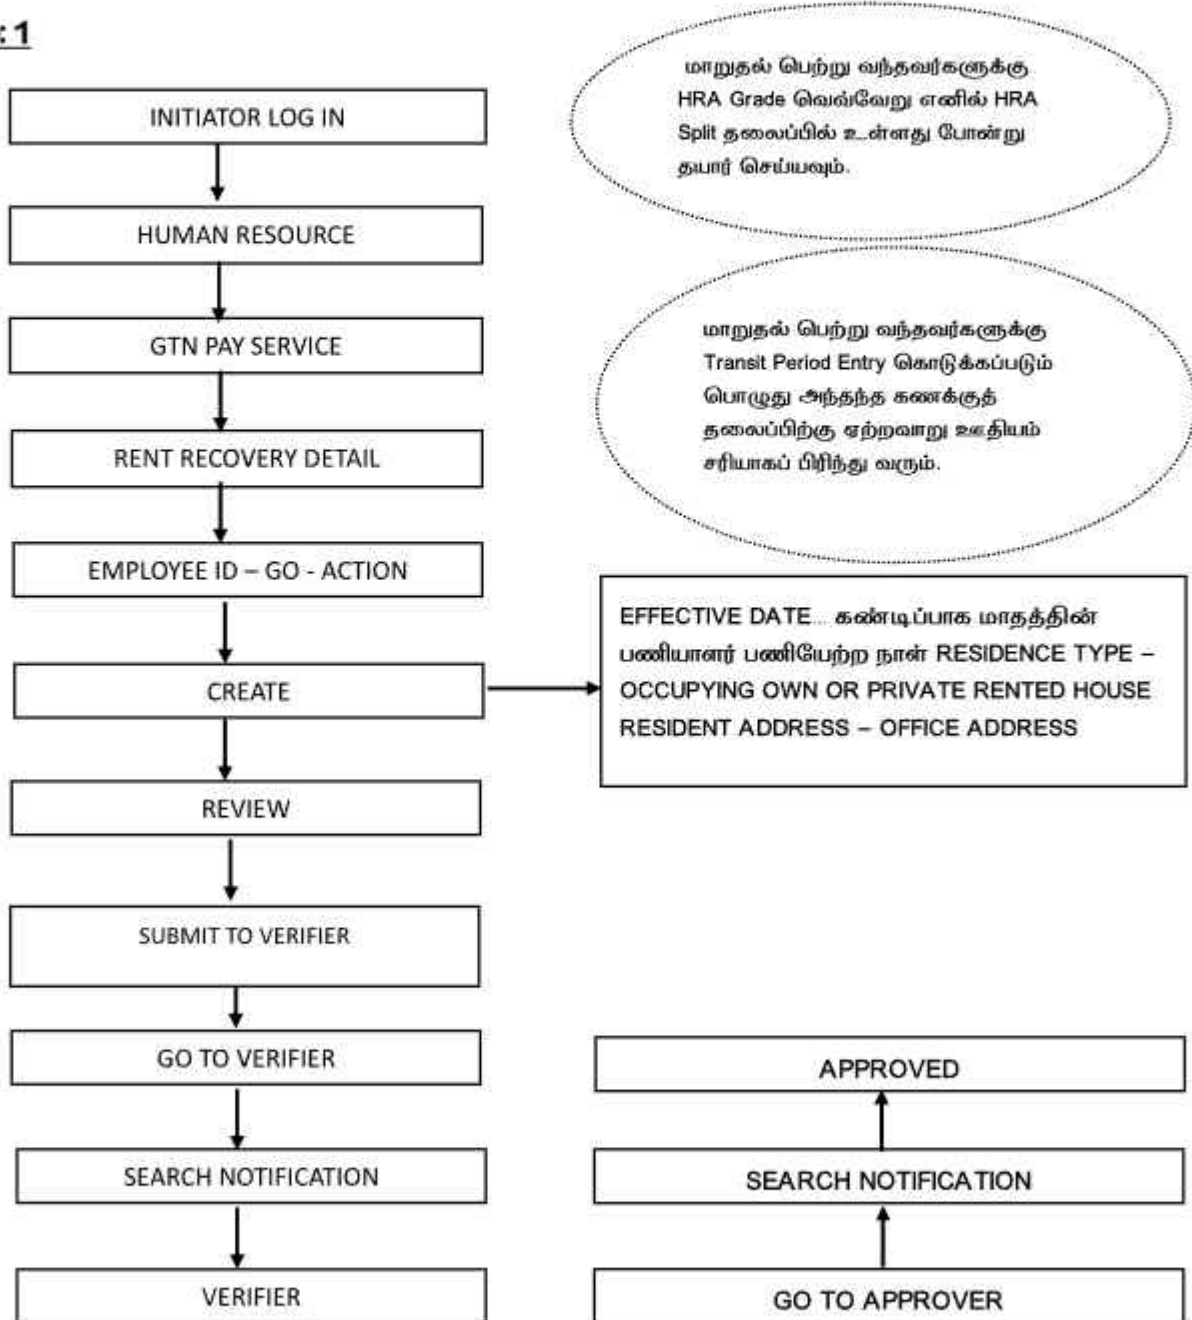 :1
INITIATOR LOG IN
HUMAN RESOURCE
GTN PAY SERVICE
RENT RECOVERY DETAIL
EMPLOYEE ID – GO - ACTION
CREATE
REVIEW
SUBMIT TO VERIFIER
GO TO VERIFIER
SEARCH NOTIFICATION
VERIFIER
மாறுதல் பெற்று வந்தவர்களுக்கு
HRA Grade வெவ்வேறு எனில் HRA
Split தலைப்பில் உள்ளது போன்று
தயார் செய்யவும்.
மாறுதல் பெற்று வந்தவர்களுக்கு
Transit Period Entry கொடுக்கப்படும்
பொழுது அந்தந்த கணக்குத்
தலைப்பிற்கு ஏற்றவாறு ஊதியம்
சரியாகப் பிரிந்து வரும்.
EFFECTIVE DATE... கண்டிப்பாக மாதத்தின்
பணியாளர் பணியேற்ற நாள் RESIDENCE TYPE –
OCCUPYING OWN OR PRIVATE RENTED HOUSE
RESIDENT ADDRESS – OFFICE ADDRESS
APPROVED
SEARCH NOTIFICATION
GO TO APPROVER